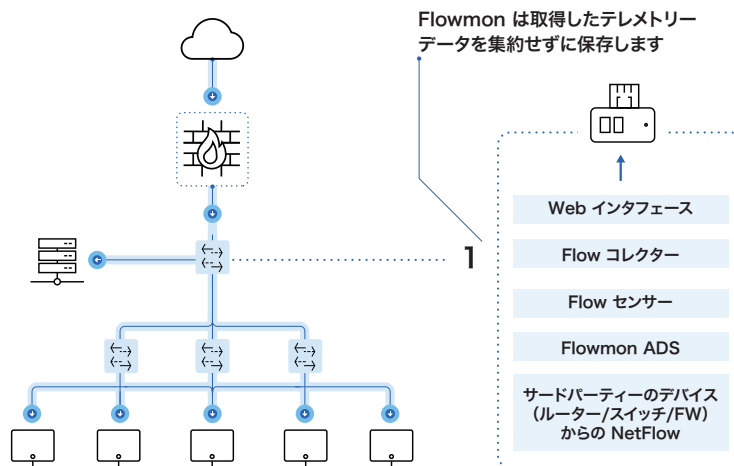 Flowmon は取得したテレメトリー
データを集約せずに保存します
1
Web インタフェース
Flow コレクター
Flow センサー
Flowmon ADS
サードパーティーのデバイス
（ルーター/スイッチ/FW）
からの NetFlow